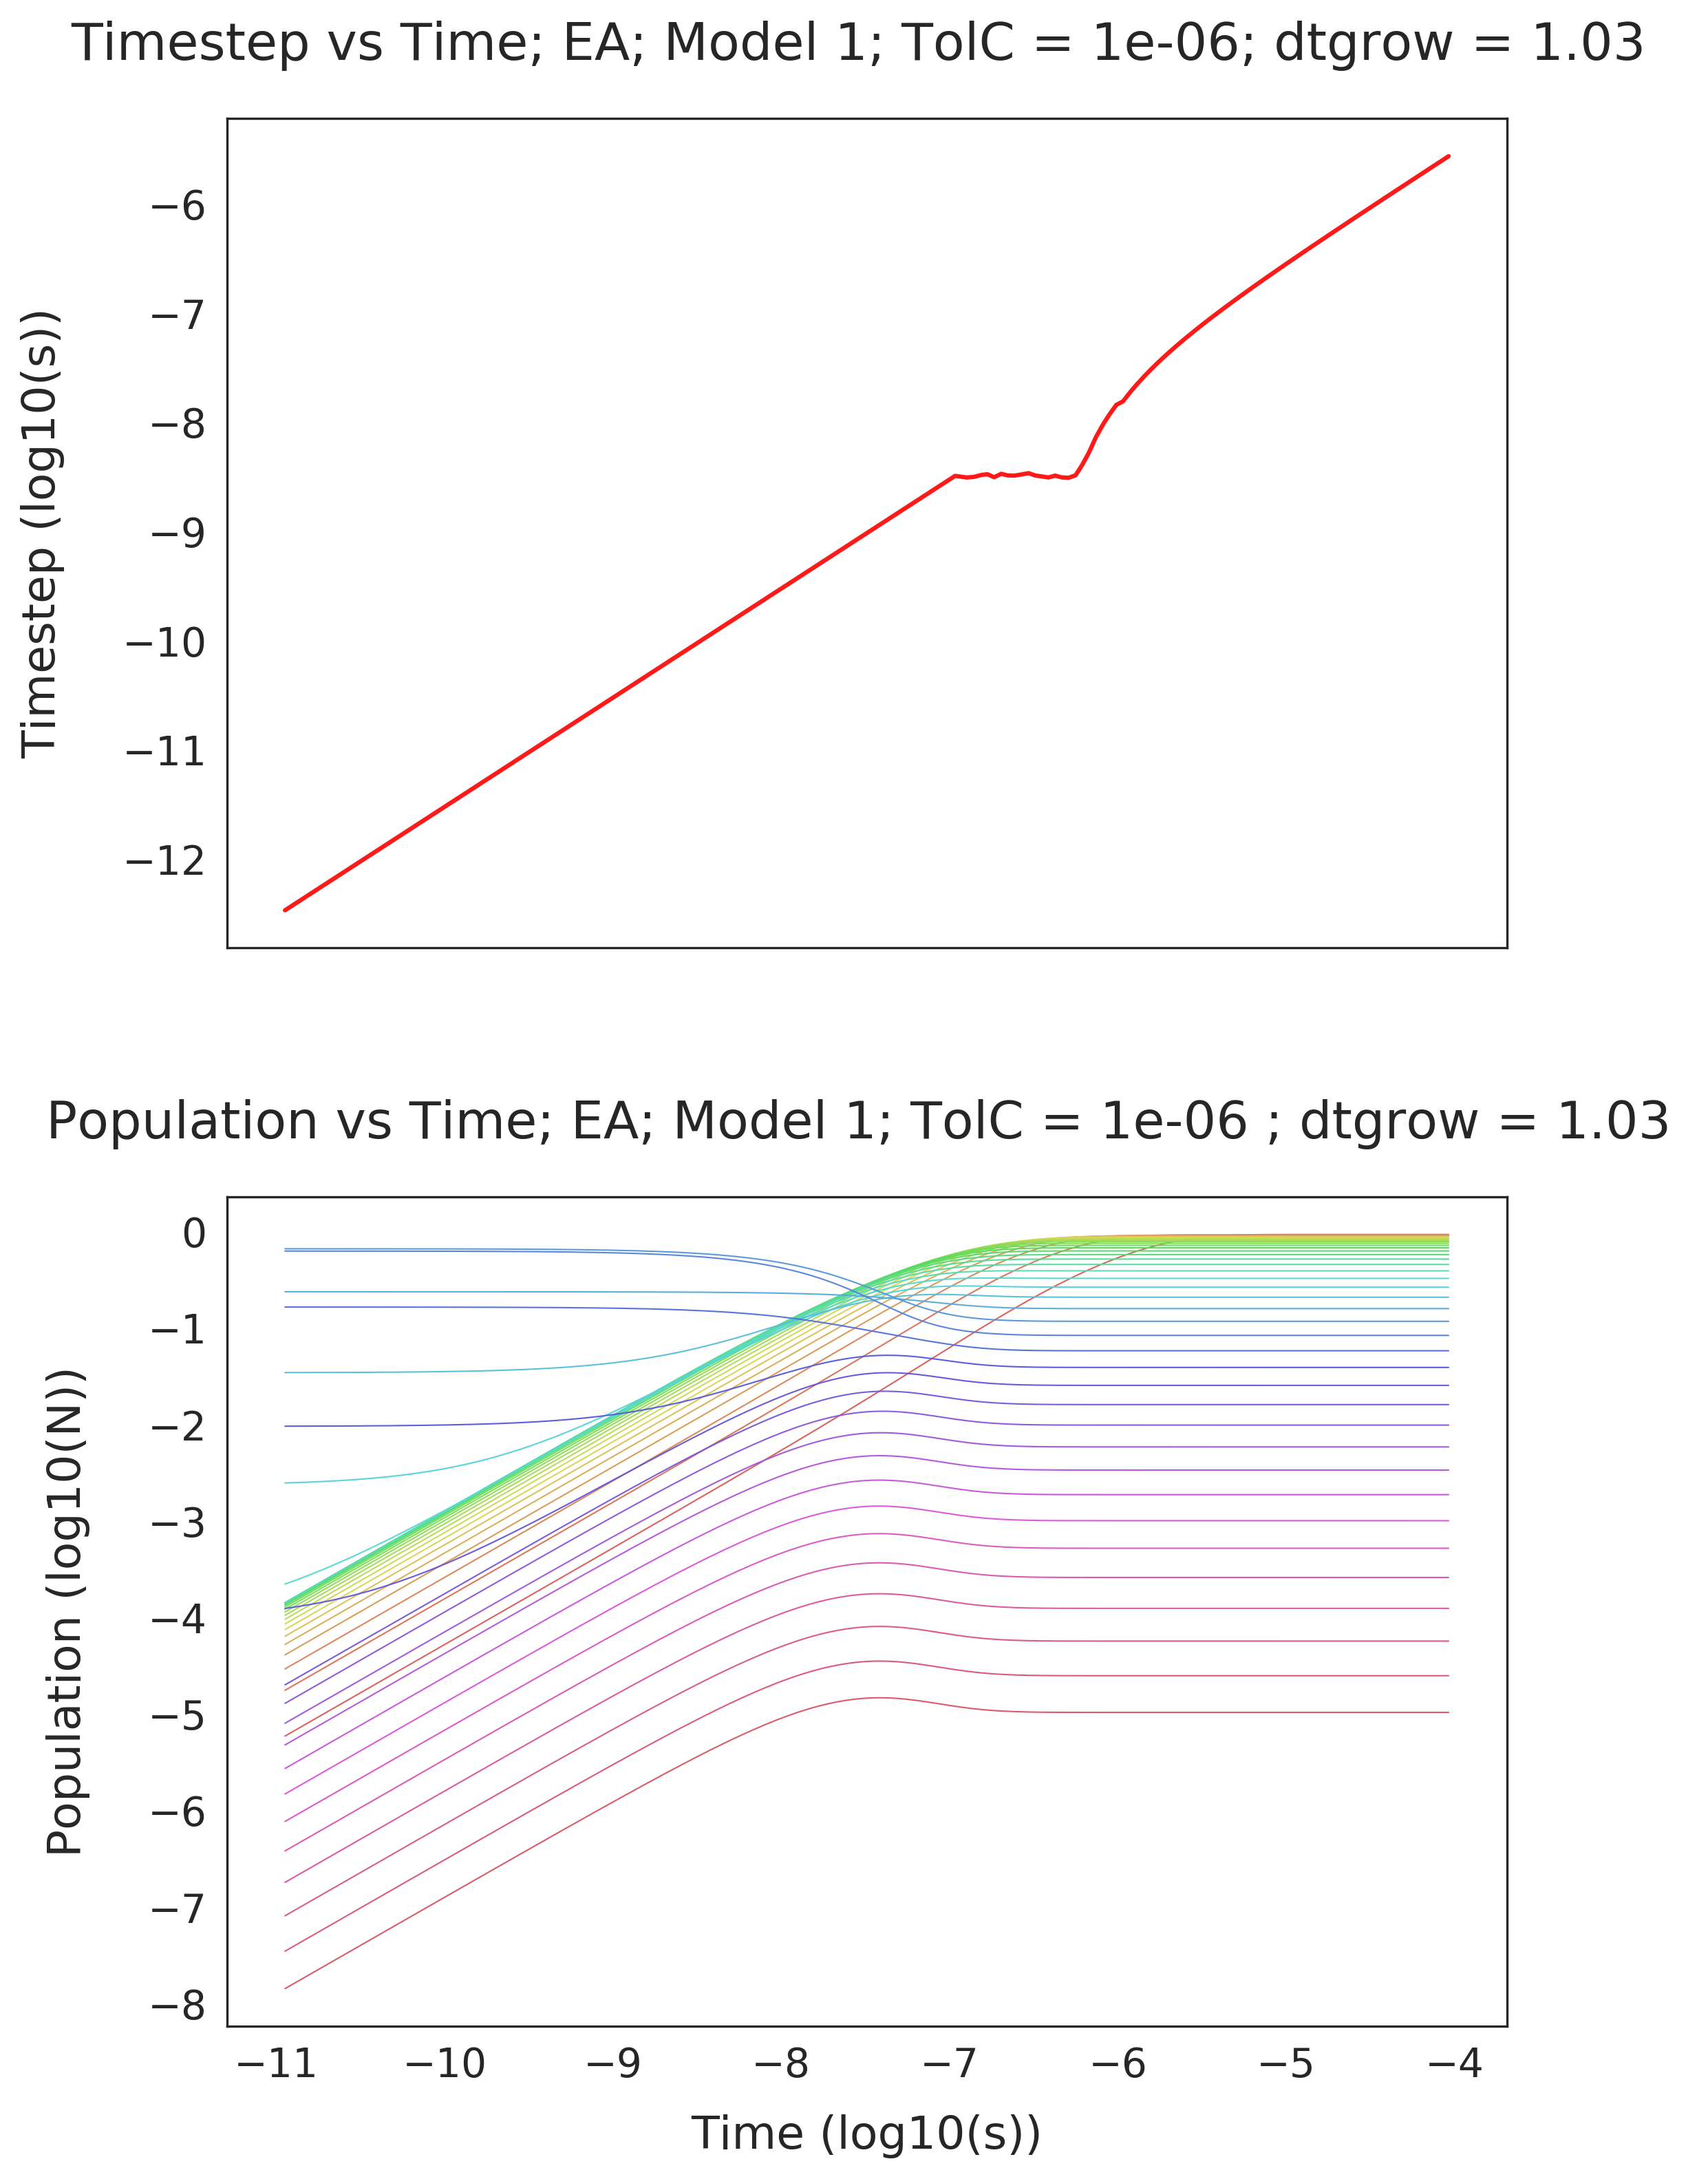 Timestep vs Time; EA; Model 1; TolC = 1e-06; dtgrow = 1.03
Timestep (log10(s))
−6
−7
−8
−9
−10
−11
−12
Population vs Time; EA; Model 1; TolC = 1e-06 ; dtgrow = 1.03
Population (log10(N))
0
−1
−2
−3
−4
−5
−6
−7
−8
−11 −10 −9 −8 −7 −6 −5 −4
Time (log10(s))